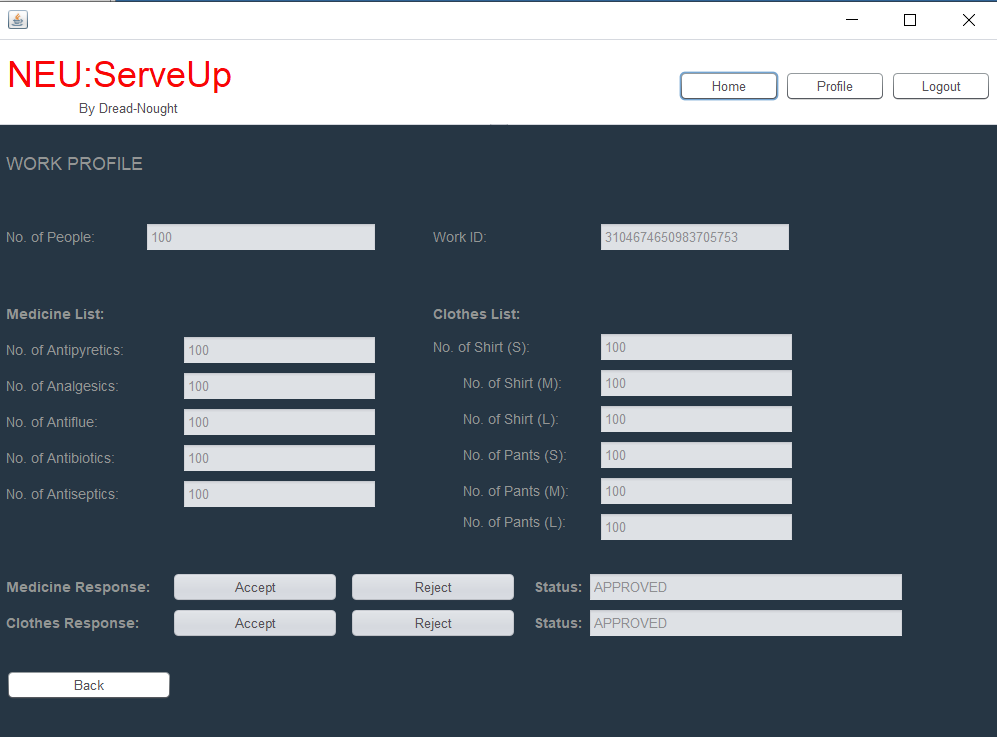 NEU:ServeUp
By Dread-Nought
Home Profile Logout
WORK PROFILE
No. of People: 100 Work ID: 3104674650983705753
Medicine List: Clothes List:
No. of Antipyretics: 100 No. of Shirt (S): 100
No. of Analgesics: 100 No. of Shirt (M): 100
No. of Antiflue: 100 No. of Shirt (L): 100
No. of Antibiotics: 100 No. of Pants (S): 100
No. of Antiseptics: 100 No. of Pants (M): 100
No. of Pants (L): 100
Medicine Response: Accept Reject Status: APPROVED
Clothes Response: Accept Reject Status: APPROVED
Back